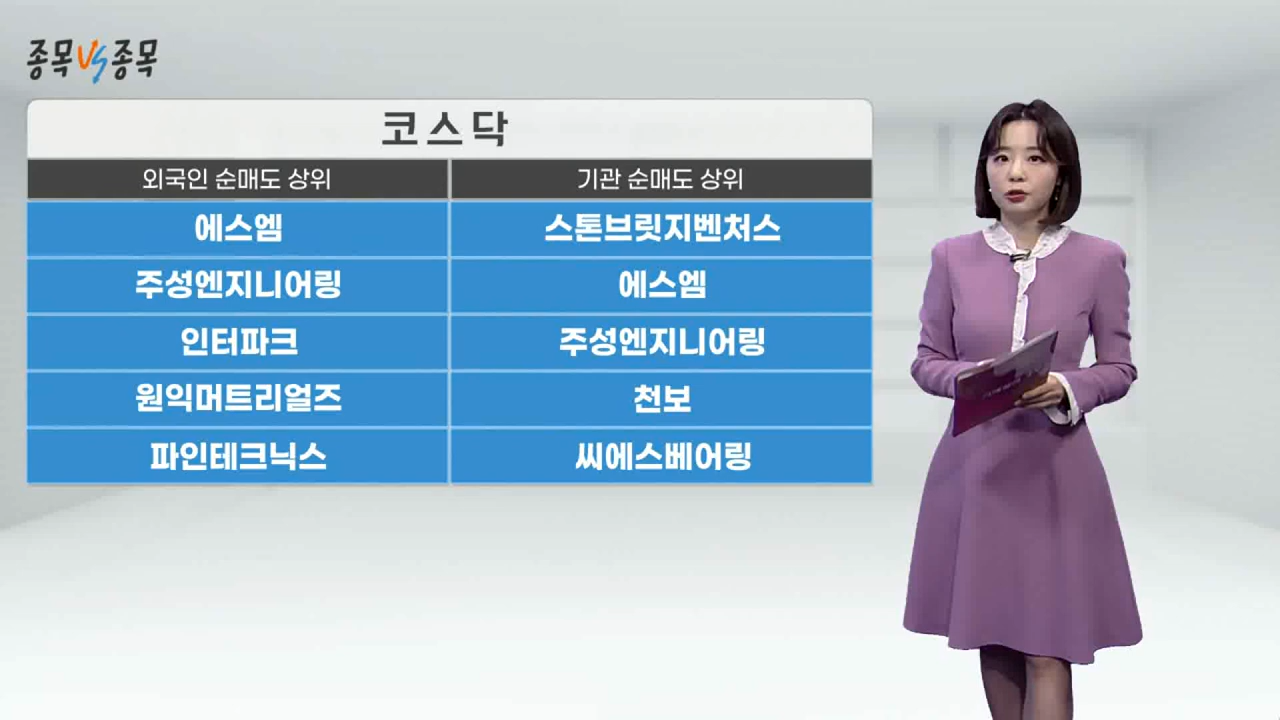 종목VS종목
코스닥
외국인 순매도 상위 기관 순매도 상위
에스엠 스톤브릿지벤처스
주성엔지니어링 에스엠
인터파크 주성엔지니어링
원익머트리얼즈 천보
파인테크닉스 씨에스베어링